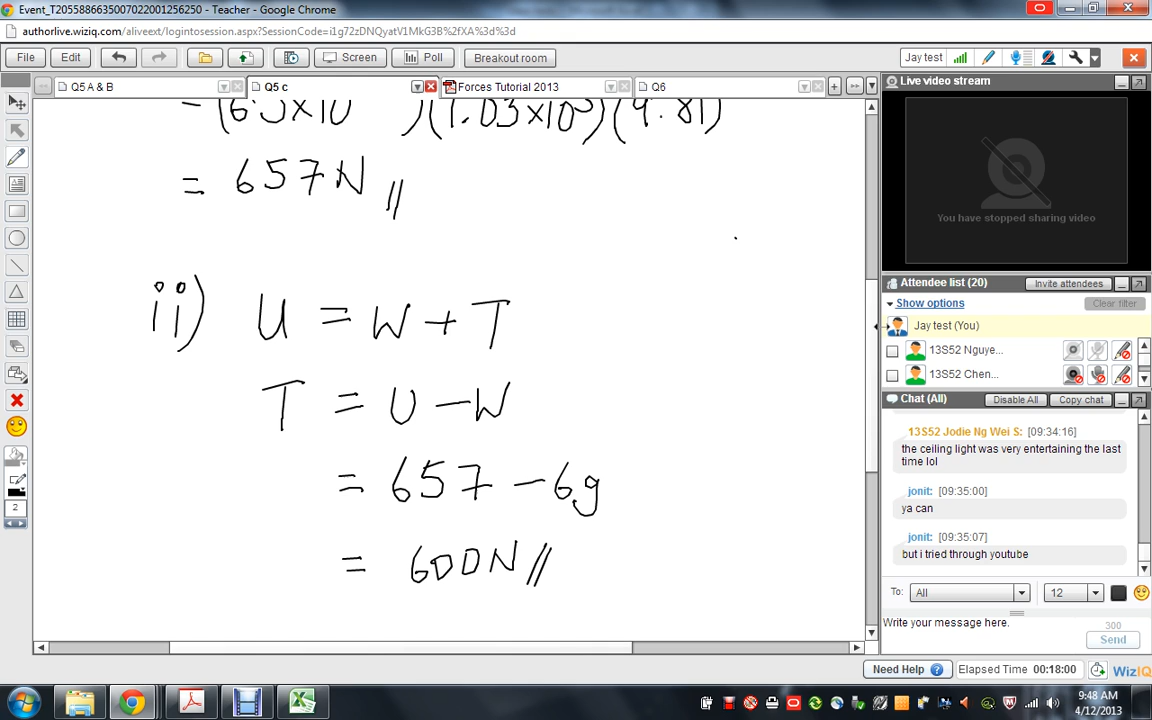 Event_T2055886635007022001256250 - Teacher - Google Chrome
authorlive.wiziq.com/aliveext/logintosession.aspx?SessionCode=i1g72zDNQyatV1MkG3B%2fXA%3d%3d
File Edit Screen Poll Breakout room Jay test
Q5 A & B Q5 c Forces Tutorial 2013 Q6
= 657N //
ii) U = W + T
T = U - W
= 657 - 6g
= 600N //
2
Live video stream
You have stopped sharing video
Attendee list (20) Invite attendees
Show options Clear filter
Jay test (You)
13S52 Nguye...
13S52 Chen...
Chat (All) Disable All Copy chat
13S52 Jodie Ng Wei S: [09:34:16]
the ceiling light was very entertaining the last
time lol
jonit: [09:35:00]
ya can
jonit: [09:35:07]
but i tried through youtube
To: All 12
Write your message here.
300
Send
Need Help ? Elapsed Time 00:18:00 WizIQ
9:48 AM
4/12/2013